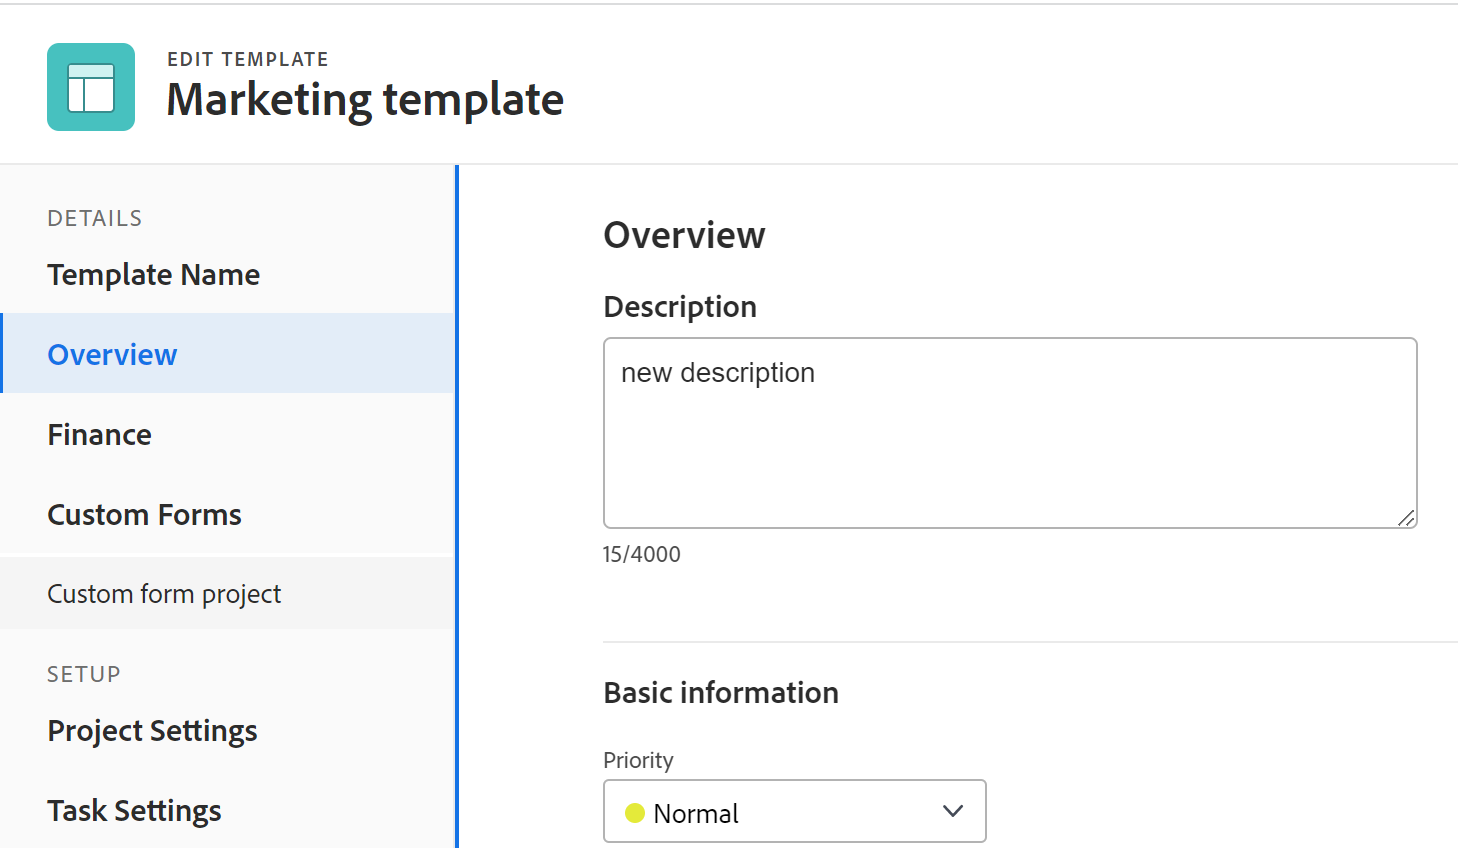 EDIT TEMPLATE
Marketing template
DETAILS
Template Name
Overview
Finance
Custom Forms
Custom form project
SETUP
Project Settings
Task Settings
Overview
Description
new description
15/4000
Basic information
Priority
Normal